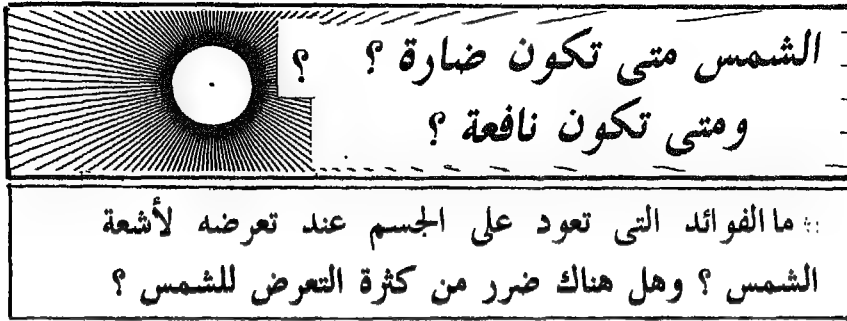 الشمس متى تكون ضارة ؟ ؟
ومتى تكون نافعة ؟
ما الفوائد التى تعود على الجسم عند تعرضه لأشعة
الشمس ؟ وهل هناك ضرر من كثرة التعرض للشمس ؟